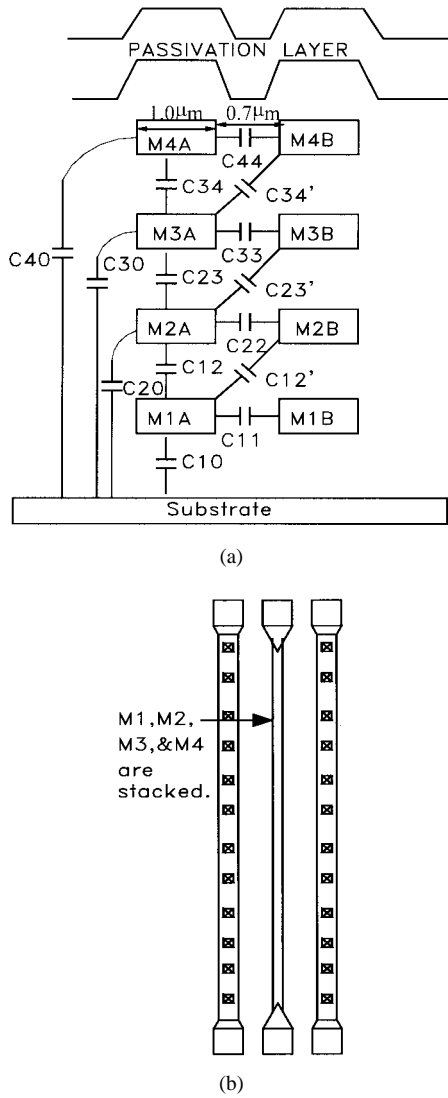 PASSIVATION LAYER
1.0µm 0.7µm
M4A M4B
C44
C34 C34'
M3A M3B
C40 C30 C33
C23 C23'
M2A M2B
C22
C12 C12'
C20
M1A M1B
C11
C10
Substrate
(a)
M1,M2,
M3,&M4
are
stacked.
(b)